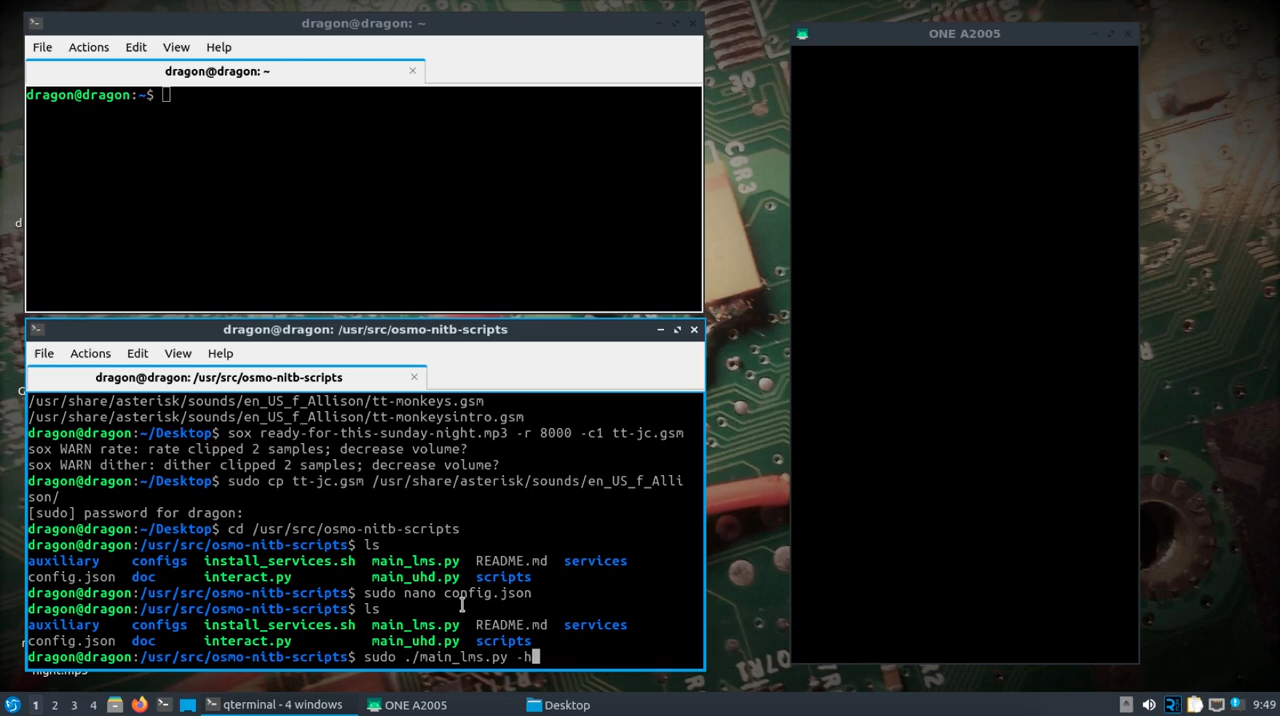 dragon@dragon: ~
File Actions Edit View Help
dragon@dragon: ~
dragon@dragon:~$
ONE A2005
C6R3
dragon@dragon: /usr/src/osmo-nitb-scripts
File Actions Edit View Help
dragon@dragon: /usr/src/osmo-nitb-scripts
/usr/share/asterisk/sounds/en_US_f_Allison/tt-monkeys.gsm
/usr/share/asterisk/sounds/en_US_f_Allison/tt-monkeysintro.gsm
dragon@dragon:~/Desktop$ sox ready-for-this-sunday-night.mp3 -r 8000 -c1 tt-jc.gsm
sox WARN rate: rate clipped 2 samples; decrease volume?
sox WARN dither: dither clipped 2 samples; decrease volume?
dragon@dragon:~/Desktop$ sudo cp tt-jc.gsm /usr/share/asterisk/sounds/en_US_f_Alli
son/
[sudo] password for dragon:
dragon@dragon:~/Desktop$ cd /usr/src/osmo-nitb-scripts
dragon@dragon:/usr/src/osmo-nitb-scripts$ ls
auxiliary configs install_services.sh main_lms.py README.md services
config.json doc interact.py main_uhd.py scripts
dragon@dragon:/usr/src/osmo-nitb-scripts$ sudo nano config.json
dragon@dragon:/usr/src/osmo-nitb-scripts$ ls
auxiliary configs install_services.sh main_lms.py README.md services
config.json doc interact.py main_uhd.py scripts
dragon@dragon:/usr/src/osmo-nitb-scripts$ sudo ./main_lms.py -h
night.mp3
1 2 3 4 qterminal - 4 windows ONE A2005 Desktop 9:49